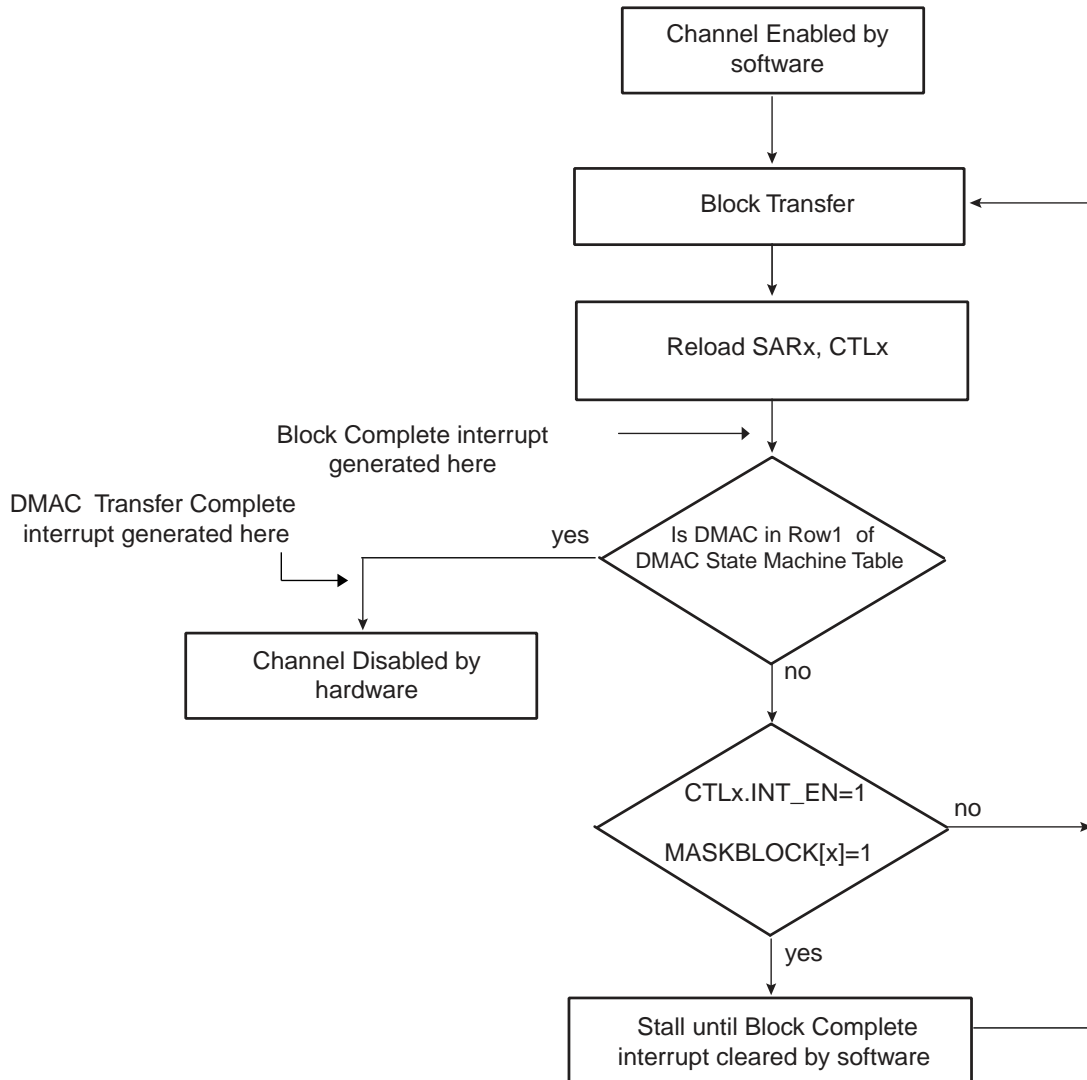 Channel Enabled by
software
Block Transfer
Reload SARx, CTLx
Block Complete interrupt
generated here
DMAC Transfer Complete
interrupt generated here
yes
Is DMAC in Row1 of
DMAC State Machine Table
Channel Disabled by
hardware
no
CTLx.INT_EN=1
MASKBLOCK[x]=1
no
yes
Stall until Block Complete
interrupt cleared by software